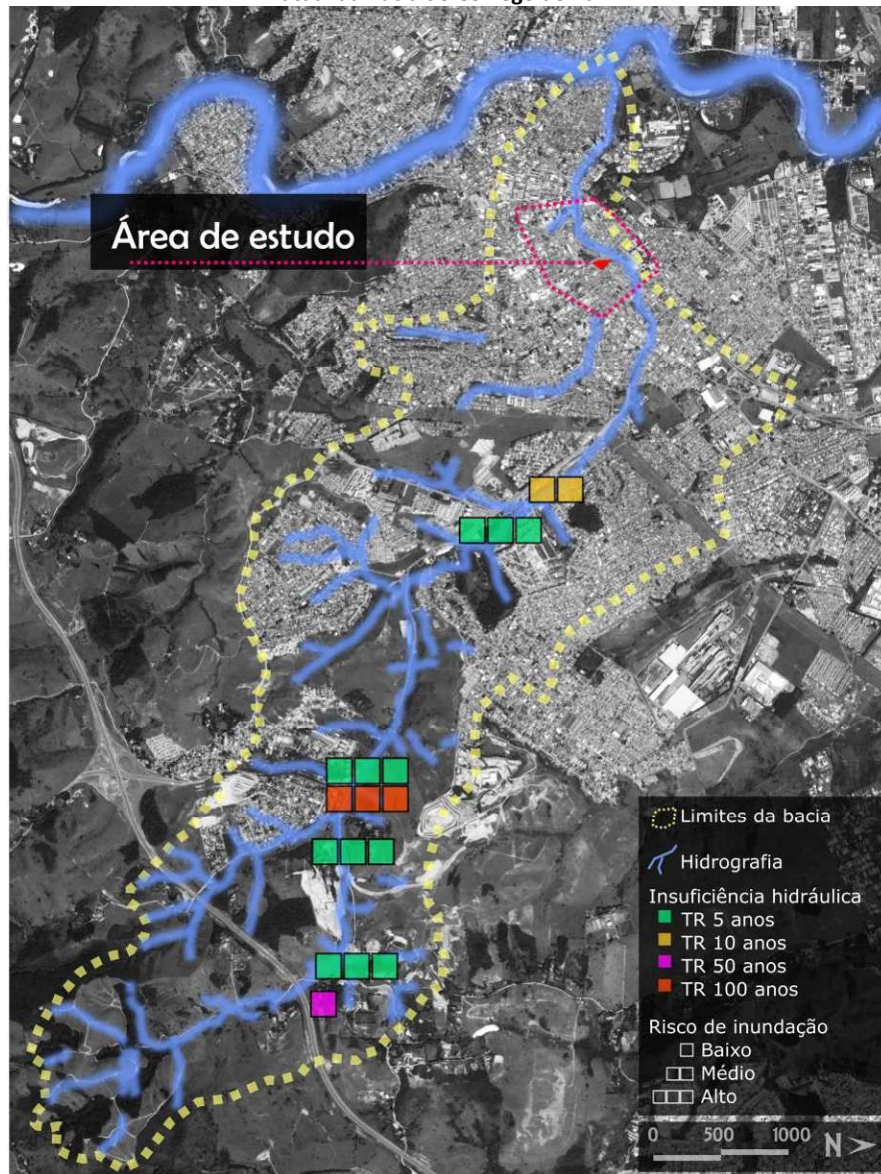 Área de estudo
Limites da bacia
Hidrografia
Insuficiência hidráulica
TR 5 anos
TR 10 anos
TR 50 anos
TR 100 anos
Risco de inundação
Baixo
Médio
Alto
0 500 1000 N